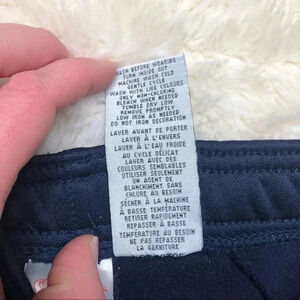 WASH BEFORE WEARING
TURN INSIDE OUT
MACHINE WASH COLD
GENTLE CYCLE
WASH WITH LIKE COLOURS
ONLY NON-CHLORINE
BLEACH WHEN NEEDED
TUMBLE DRY LOW
REMOVE PROMPTLY
LOW IRON AS NEEDED
DO NOT IRON DECORATION
LAVER AVANT DE PORTER
LAVER À L'ENVERS
LAVER À L'EAU FROIDE
AU CYCLE DÉLICAT
LAVER AVEC DES
COULEURS SEMBLABLES
UTILISER SEULEMENT
UN AGENT DE
BLANCHIMENT SANS
CHLORE AU BESOIN
SÉCHER À LA MACHINE
À BASSE TEMPÉRATURE
RETIRER RAPIDEMENT
REPASSER À BASSE
TEMPÉRATURE AU BESOIN
NE PAS REPASSER
LA GARNITURE